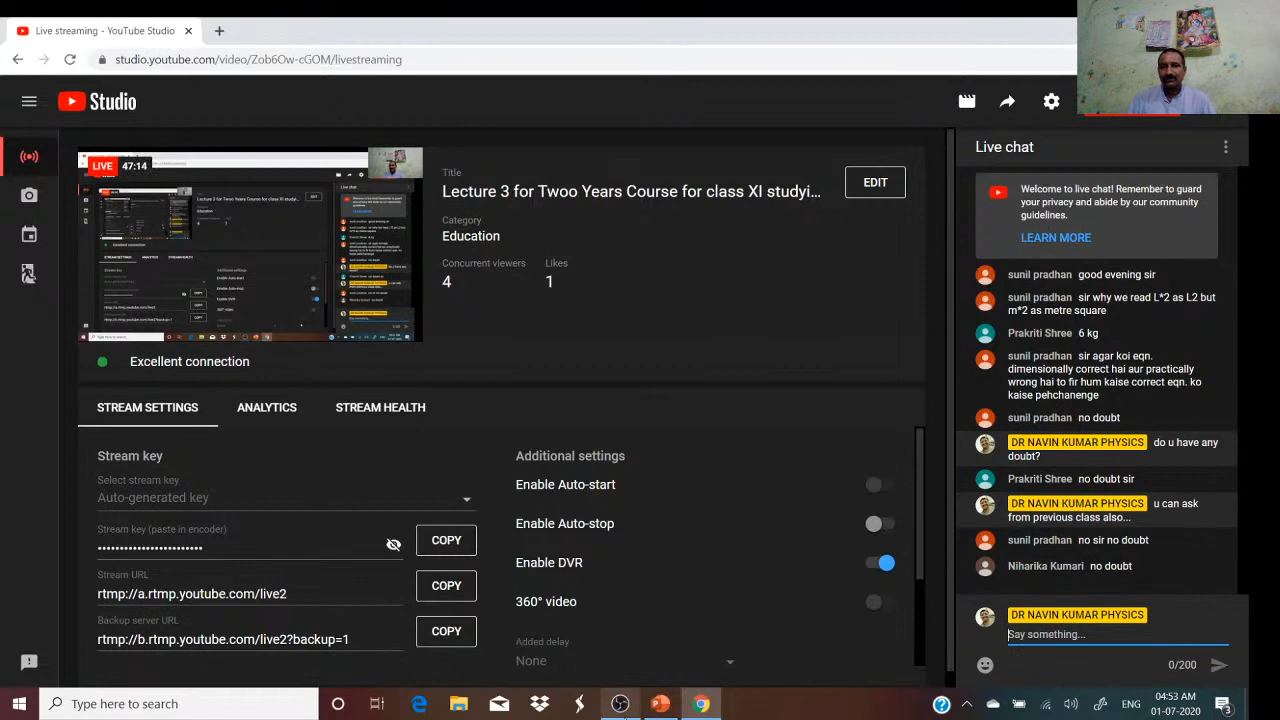 Live streaming - YouTube Studio
studio.youtube.com/video/Zob6Ow-cGOM/livestreaming
Studio
LIVE 47:14
Title
Lecture 3 for Twoo Years Course for class XI studyi...
EDIT
Category
Education
Concurrent viewers
Likes
4
1
Excellent connection
STREAM SETTINGS
ANALYTICS
STREAM HEALTH
Stream key
Select stream key
Auto-generated key
Stream key (paste in encoder)
••••••••••••••••••••••••
COPY
Stream URL
rtmp://a.rtmp.youtube.com/live2
COPY
Backup server URL
rtmp://b.rtmp.youtube.com/live2?backup=1
COPY
Additional settings
Enable Auto-start
Enable Auto-stop
Enable DVR
360° video
Added delay
None
Live chat
Welcome to live chat! Remember to guard
your privacy and abide by our community
guidelines.
LEARN MORE
sunil pradhan good evening sir
sunil pradhan sir why we read L*2 as L2 but
m*2 as metre square
Prakriti Shree 6 kg
sunil pradhan sir agar koi eqn.
dimensionally correct hai aur practically
wrong hai to fir hum kaise correct eqn. ko
kaise pehchanenge
sunil pradhan no doubt
DR NAVIN KUMAR PHYSICS do u have any
doubt?
Prakriti Shree no doubt sir
DR NAVIN KUMAR PHYSICS u can ask
from previous class also...
sunil pradhan no sir no doubt
Niharika Kumari no doubt
DR NAVIN KUMAR PHYSICS
Say something...
0/200
Type here to search
ENG
04:53 AM
01-07-2020
3